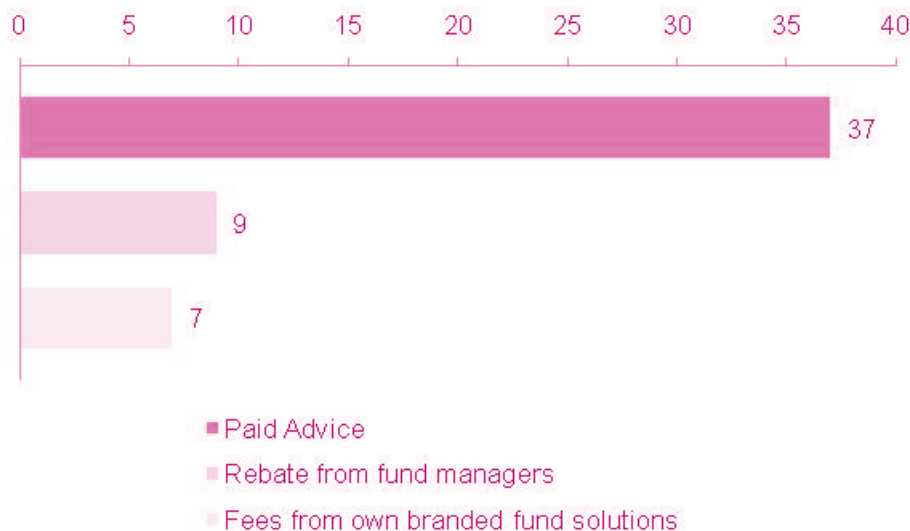 0 5 10 15 20 25 30 35 40
37
9
7
Paid Advice
Rebate from fund managers
Fees from own branded fund solutions